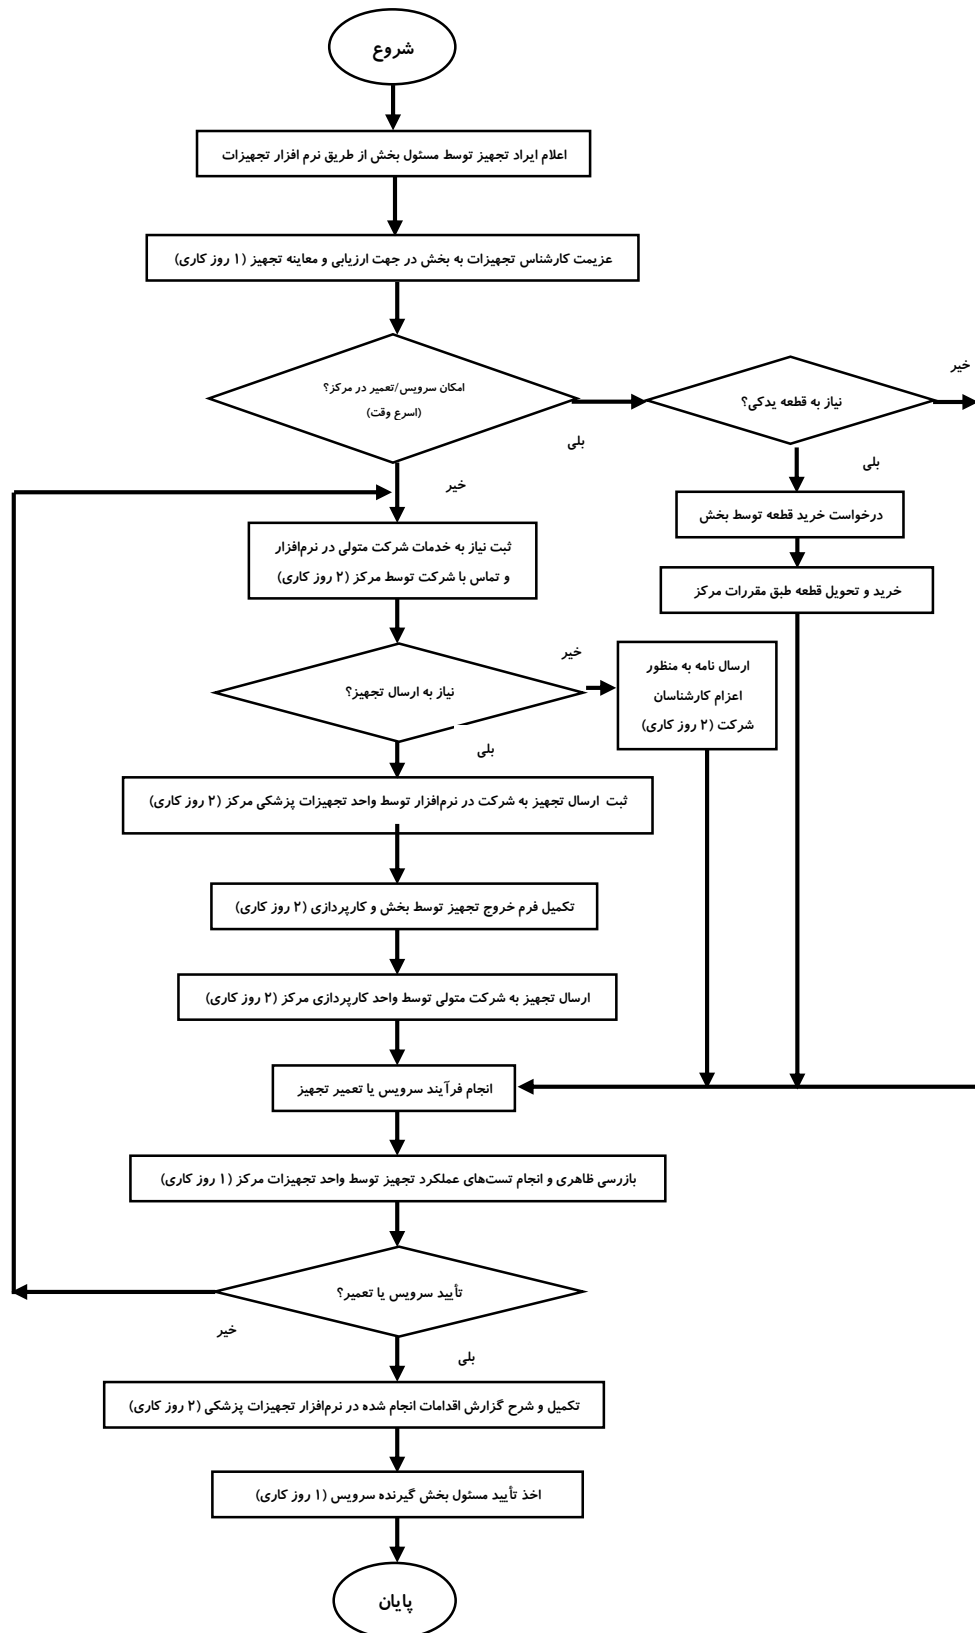 شروع
اعلام ایراد تجهیز توسط مسئول بخش از طریق نرم افزار تجهیزات
عزیمت کارشناس تجهیزات به بخش در جهت ارزیابی و معاینه تجهیز (۱ روز کاری)
امکان سرویس/تعمیر در مرکز؟
(اسرع وقت)
بلی
نیاز به قطعه یدکی؟
خیر
بلی
درخواست خرید قطعه توسط بخش
خرید و تحویل قطعه طبق مقررات مرکز
خیر
ثبت نیاز به خدمات شرکت متولی در نرم‌افزار
و تماس با شرکت توسط مرکز (۲ روز کاری)
نیاز به ارسال تجهیز؟
خیر
ارسال نامه به منظور
اعزام کارشناسان
شرکت (۲ روز کاری)
بلی
ثبت ارسال تجهیز به شرکت در نرم‌افزار توسط واحد تجهیزات پزشکی مرکز (۲ روز کاری)
تکمیل فرم خروج تجهیز توسط بخش و کارپردازی (۲ روز کاری)
ارسال تجهیز به شرکت متولی توسط واحد کارپردازی مرکز (۲ روز کاری)
انجام فرآیند سرویس یا تعمیر تجهیز
بازرسی ظاهری و انجام تست‌های عملکرد تجهیز توسط واحد تجهیزات مرکز (۱ روز کاری)
تأیید سرویس یا تعمیر؟
خیر
بلی
تکمیل و شرح گزارش اقدامات انجام شده در نرم‌افزار تجهیزات پزشکی (۲ روز کاری)
اخذ تأیید مسئول بخش گیرنده سرویس (۱ روز کاری)
پایان